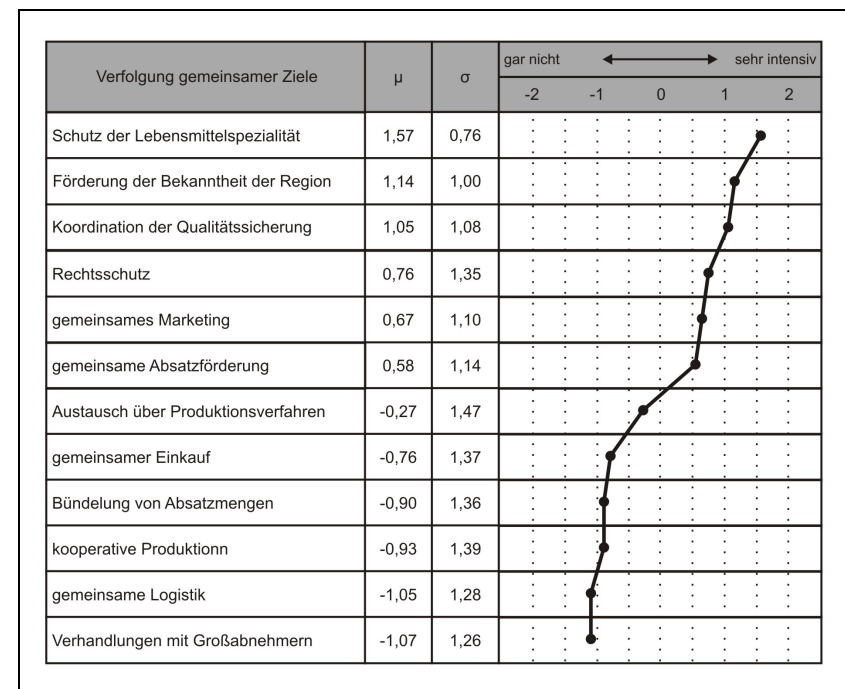 Verfolgung gemeinsamer Ziele μ σ gar nicht sehr intensiv
-2 -1 0 1 2
Schutz der Lebensmittelspezialität 1,57 0,76
Förderung der Bekanntheit der Region 1,14 1,00
Koordination der Qualitätssicherung 1,05 1,08
Rechtsschutz 0,76 1,35
gemeinsames Marketing 0,67 1,10
gemeinsame Absatzförderung 0,58 1,14
Austausch über Produktionsverfahren -0,27 1,47
gemeinsamer Einkauf -0,76 1,37
Bündelung von Absatzmengen -0,90 1,36
kooperative Produktionn -0,93 1,39
gemeinsame Logistik -1,05 1,28
Verhandlungen mit Großabnehmern -1,07 1,26